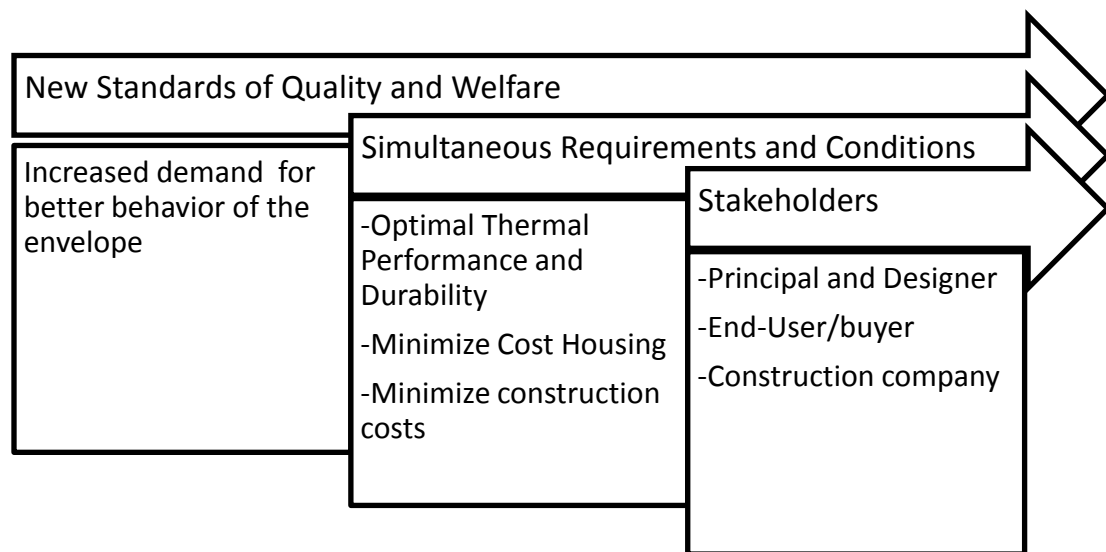 New Standards of Quality and Welfare
Increased demand  for
better behavior of the
envelope
Simultaneous Requirements and Conditions
-Optimal Thermal
Performance and
Durability
-Minimize Cost Housing
-Minimize construction
costs
Stakeholders
-Principal and Designer
-End-User/buyer
-Construction company